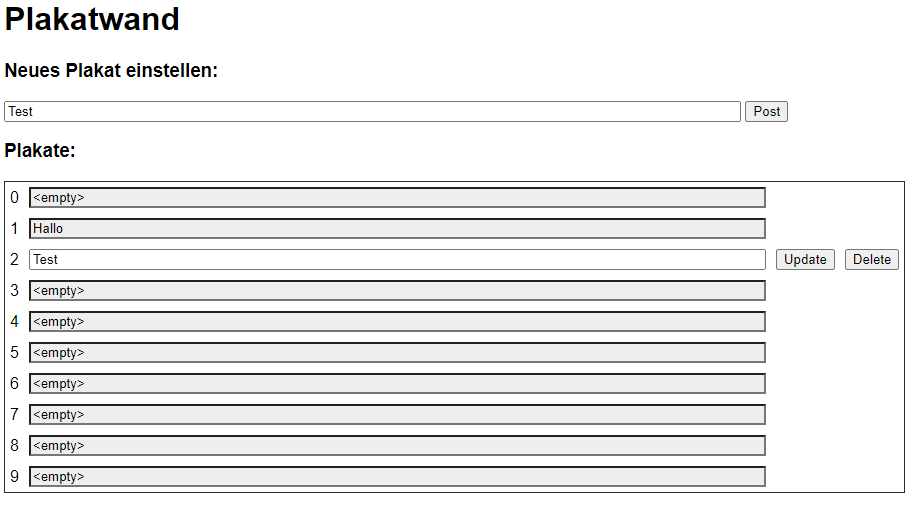 Plakatwand
Neues Plakat einstellen:
Test Post
Plakate:
0 <empty>
1 Hallo
2 Test Update Delete
3 <empty>
4 <empty>
5 <empty>
6 <empty>
7 <empty>
8 <empty>
9 <empty>